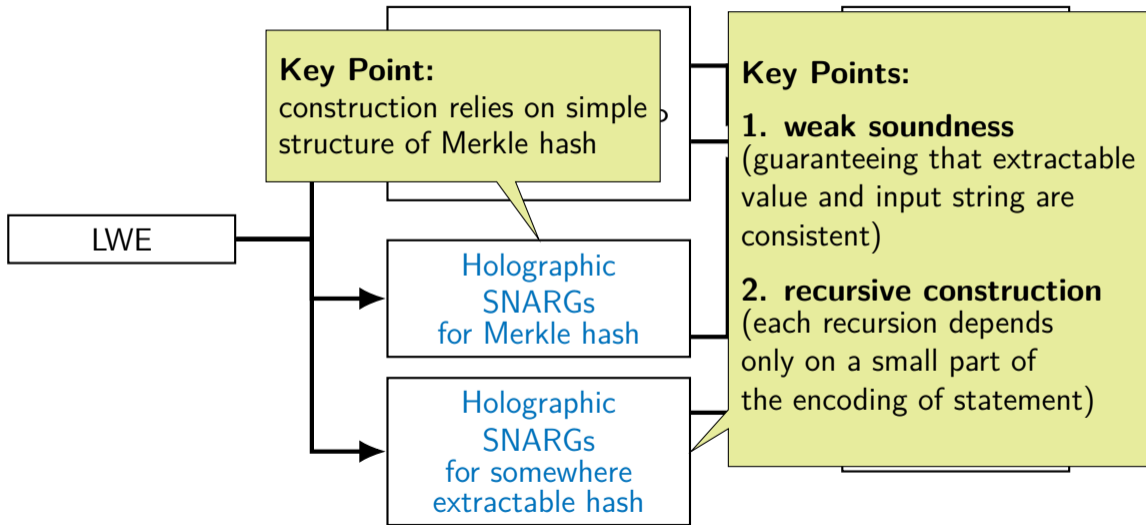 Key Point:
construction relies on simple
structure of Merkle hash
LWE
Holographic
SNARGs
for Merkle hash
Holographic
SNARGs
for somewhere
extractable hash
Key Points:
1. weak soundness
(guaranteeing that extractable
value and input string are
consistent)
2. recursive construction
(each recursion depends
only on a small part of
the encoding of statement)